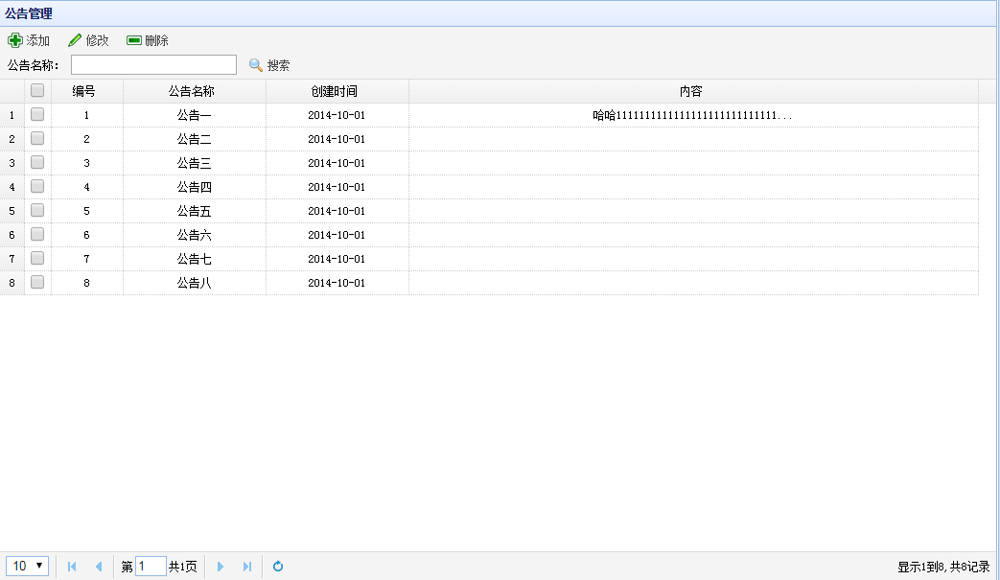 公告管理
添加 修改 删除
公告名称: 搜索
编号 公告名称 创建时间 内容
1 1 公告一 2014-10-01 哈哈1111111111111111111111111111...
2 2 公告二 2014-10-01
3 3 公告三 2014-10-01
4 4 公告四 2014-10-01
5 5 公告五 2014-10-01
6 6 公告六 2014-10-01
7 7 公告七 2014-10-01
8 8 公告八 2014-10-01
10 第 1 共1页 显示1到8,共8记录